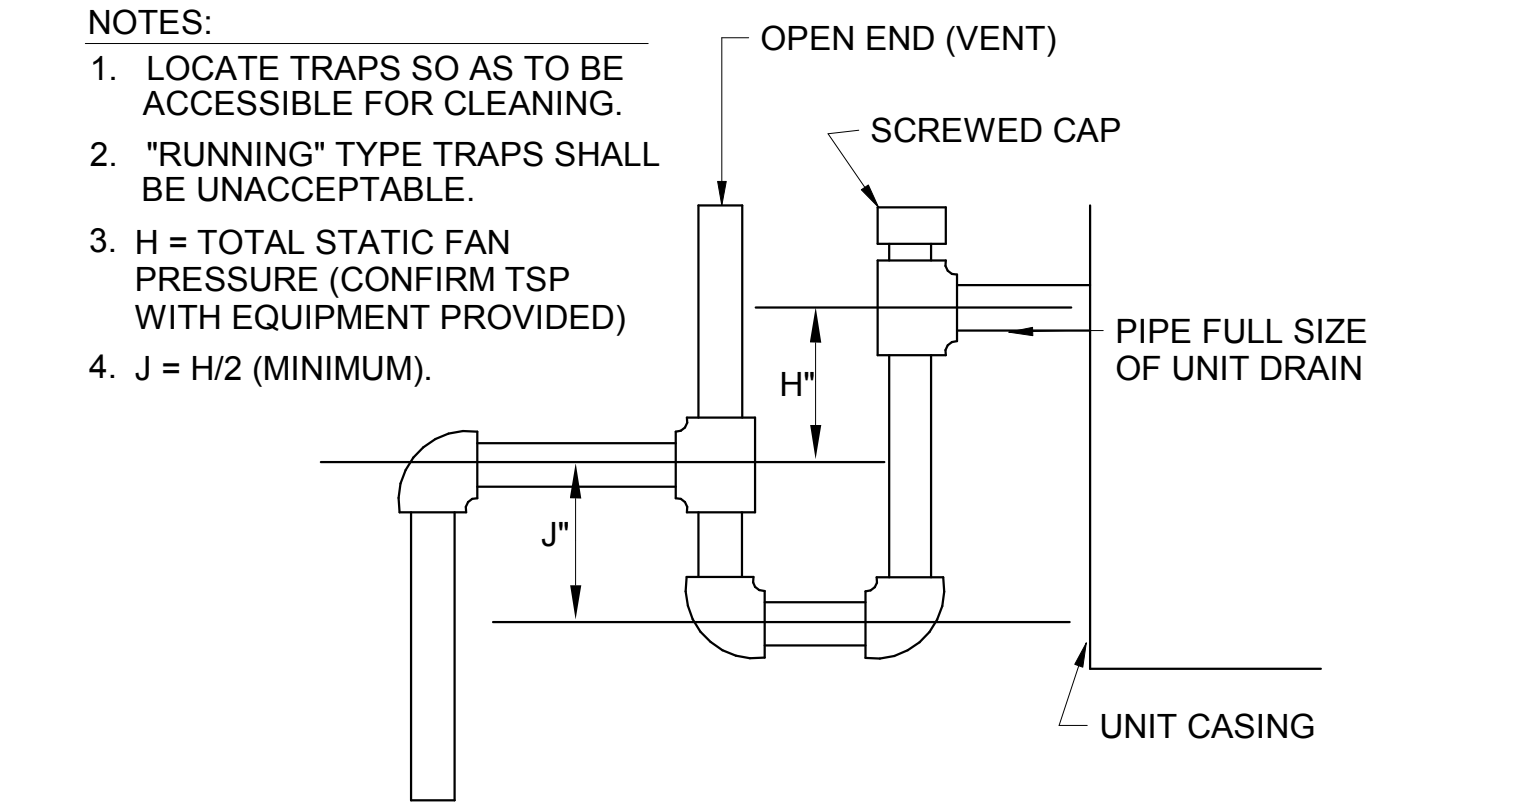 NOTES:
1. LOCATE TRAPS SO AS TO BE
ACCESSIBLE FOR CLEANING.
2. "RUNNING" TYPE TRAPS SHALL
BE UNACCEPTABLE.
3. H = TOTAL STATIC FAN
PRESSURE (CONFIRM TSP
WITH EQUIPMENT PROVIDED)
4. J = H/2 (MINIMUM).
OPEN END (VENT)
SCREWED CAP
PIPE FULL SIZE
OF UNIT DRAIN
H"
J"
UNIT CASING